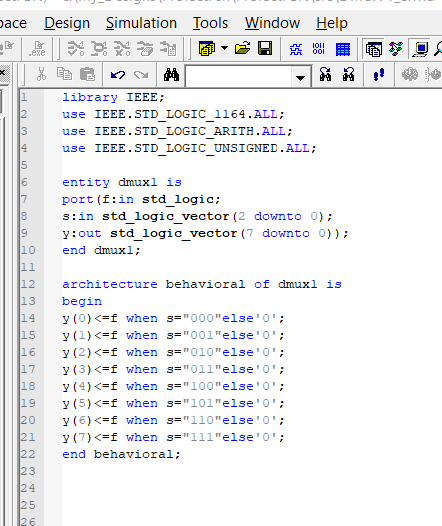 pace Design Simulation Tools Window Help
library IEEE;
use IEEE.STD_LOGIC_1164.ALL;
use IEEE.STD_LOGIC_ARITH.ALL;
use IEEE.STD_LOGIC_UNSIGNED.ALL;
entity dmux1 is
port(f:in std_logic;
s:in std_logic_vector(2 downto 0);
y:out std_logic_vector(7 downto 0));
end dmux1;
architecture behavioral of dmux1 is
begin
y(0)<=f when s="000"else'0';
y(1)<=f when s="001"else'0';
y(2)<=f when s="010"else'0';
y(3)<=f when s="011"else'0';
y(4)<=f when s="100"else'0';
y(5)<=f when s="101"else'0';
y(6)<=f when s="110"else'0';
y(7)<=f when s="111"else'0';
end behavioral;